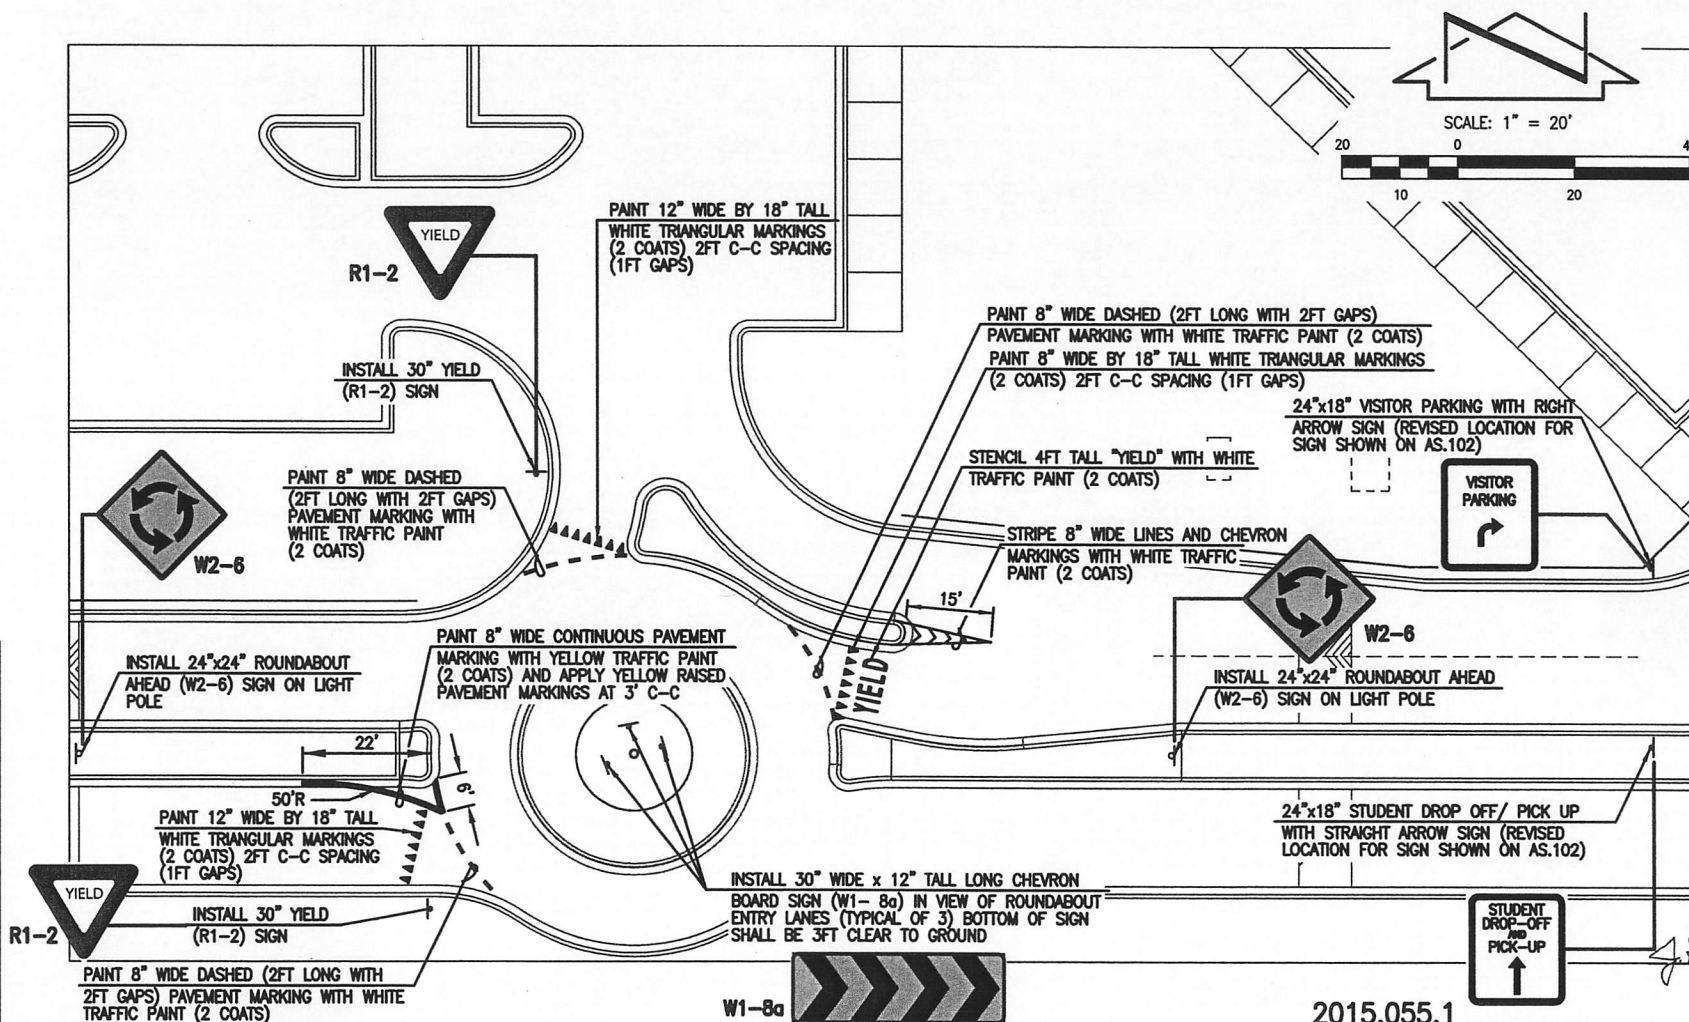 SCALE: 1" = 20'
20
0
10
20
YIELD
R1-2
PAINT 12" WIDE BY 18" TALL
WHITE TRIANGULAR MARKINGS
(2 COATS) 2FT C-C SPACING
(1FT GAPS)
INSTALL 30" YIELD
(R1-2) SIGN
PAINT 8" WIDE DASHED (2FT LONG WITH 2FT GAPS)
PAVEMENT MARKING WITH WHITE TRAFFIC PAINT (2 COATS)
PAINT 8" WIDE BY 18" TALL WHITE TRIANGULAR MARKINGS
(2 COATS) 2FT C-C SPACING (1FT GAPS)
24"x18" VISITOR PARKING WITH RIGHT
ARROW SIGN (REVISED LOCATION FOR
SIGN SHOWN ON AS.102)
STENCIL 4FT TALL "YIELD" WITH WHITE
TRAFFIC PAINT (2 COATS)
VISITOR
PARKING
PAINT 8" WIDE DASHED
(2FT LONG WITH 2FT GAPS)
PAVEMENT MARKING WITH
WHITE TRAFFIC PAINT
(2 COATS)
W2-6
STRIPE 8" WIDE LINES AND CHEVRON
MARKINGS WITH WHITE TRAFFIC
PAINT (2 COATS)
15'
W2-6
PAINT 8" WIDE CONTINUOUS PAVEMENT
MARKING WITH YELLOW TRAFFIC PAINT
(2 COATS) AND APPLY YELLOW RAISED
PAVEMENT MARKINGS AT 3' C-C
YIELD
INSTALL 24"x24" ROUNDABOUT
AHEAD (W2-6) SIGN ON LIGHT
POLE
INSTALL 24"x24" ROUNDABOUT AHEAD
(W2-6) SIGN ON LIGHT POLE
22'
50'R
6'
PAINT 12" WIDE BY 18" TALL
WHITE TRIANGULAR MARKINGS
(2 COATS) 2FT C-C SPACING
(1FT GAPS)
24"x18" STUDENT DROP OFF/ PICK UP
WITH STRAIGHT ARROW SIGN (REVISED
LOCATION FOR SIGN SHOWN ON AS.102)
YIELD
R1-2
INSTALL 30" YIELD
(R1-2) SIGN
INSTALL 30" WIDE x 12" TALL LONG CHEVRON
BOARD SIGN (W1- 8a) IN VIEW OF ROUNDABOUT
ENTRY LANES (TYPICAL OF 3) BOTTOM OF SIGN
SHALL BE 3FT CLEAR TO GROUND
STUDENT
DROP-OFF
AND
PICK-UP
PAINT 8" WIDE DASHED (2FT LONG WITH
2FT GAPS) PAVEMENT MARKING WITH WHITE
TRAFFIC PAINT (2 COATS)
W1-8a
2015.055.1